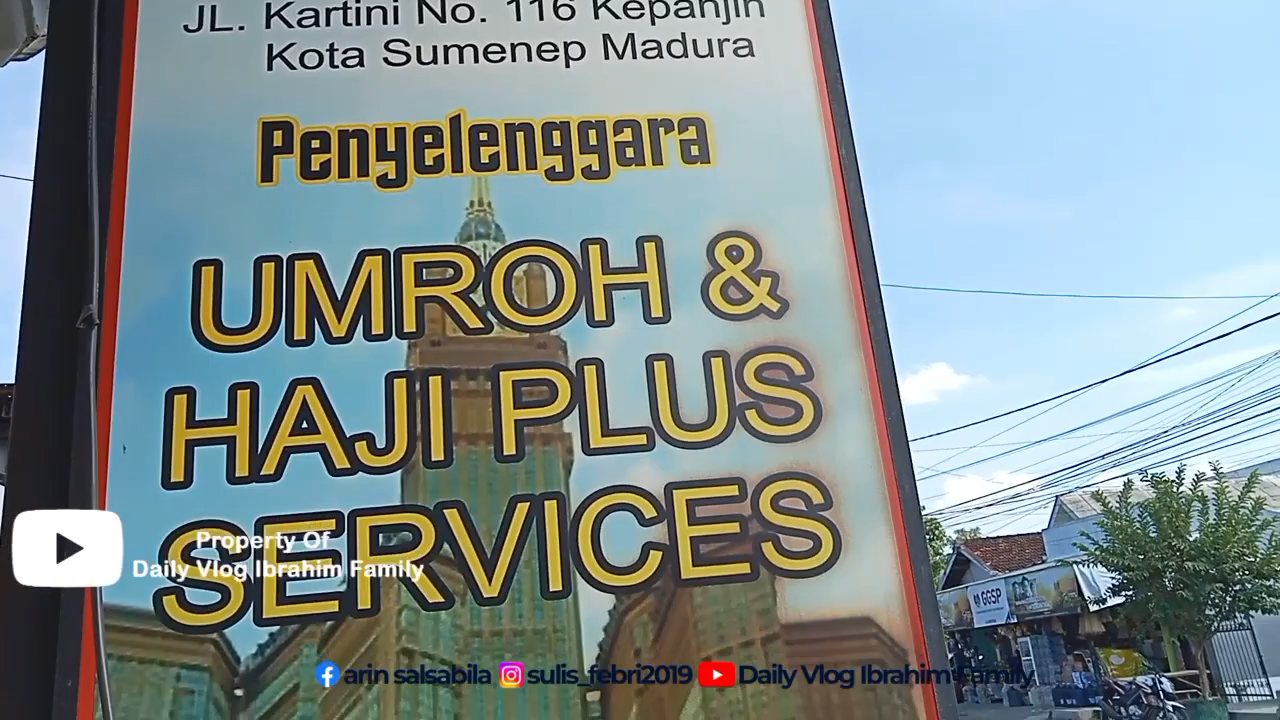 JL. Kartini No. 116 Kepanjin
Kota Sumenep Madura
Penyelenggara
UMROH &
HAJI PLUS
SERVICES
Property Of
Daily Vlog Ibrahim Family
GGSP
arin salsabila sulis_febri2019 Daily Vlog Ibrahim Family